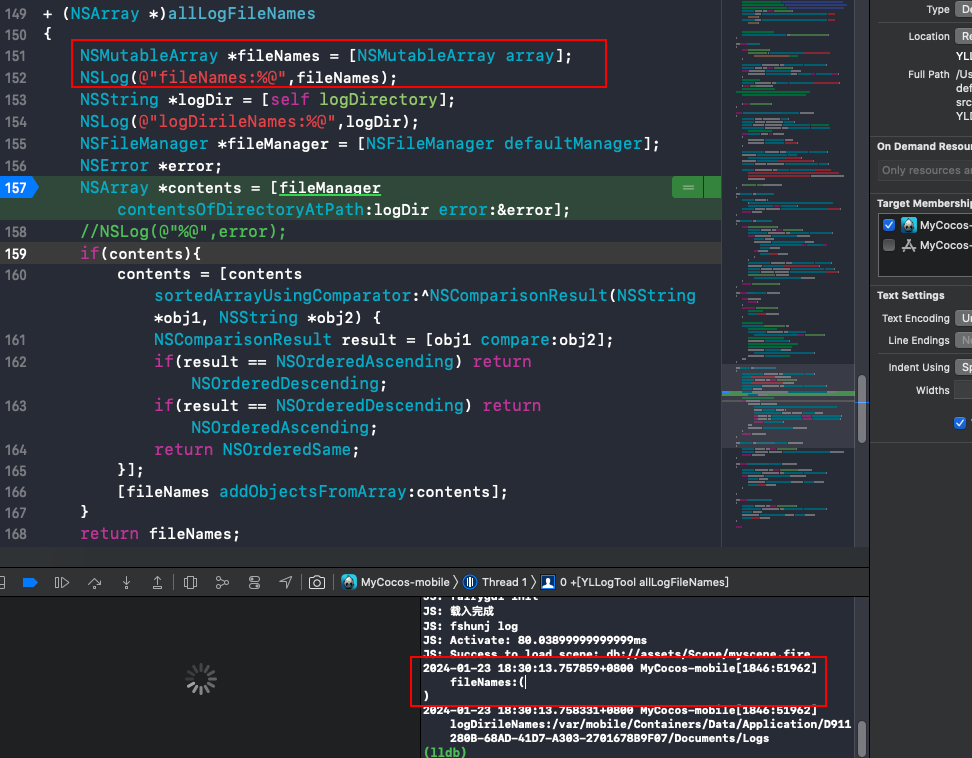 149 + (NSArray *)allLogFileNames
150 {
151 NSMutableArray *fileNames = [NSMutableArray array];
152 NSLog(@"fileNames:%@",fileNames);
153 NSString *logDir = [self logDirectory];
154 NSLog(@"logDirileNames:%@",logDir);
155 NSFileManager *fileManager = [NSFileManager defaultManager];
156 NSError *error;
157 NSArray *contents = [fileManager
contentsOfDirectoryAtPath:logDir error:&error];
158 //NSLog(@"%@",error);
159 if(contents){
160 contents = [contents
sortedArrayUsingComparator:^NSComparisonResult(NSString
*obj1, NSString *obj2) {
161 NSComparisonResult result = [obj1 compare:obj2];
162 if(result == NSOrderedAscending) return
NSOrderedDescending;
163 if(result == NSOrderedDescending) return
NSOrderedAscending;
164 return NSOrderedSame;
165 }];
166 [fileNames addObjectsFromArray:contents];
167 }
168 return fileNames;
MyCocos-mobile 〉 Thread 1 〉 0 +[YLLogTool allLogFileNames]
JS: fairygui init
JS: 载入完成
JS: fshunj log
JS: Activate: 80.03899999999999ms
JS: Success to load scene: db://assets/Scene/myscene.fire
2024-01-23 18:30:13.757859+0800 MyCocos-mobile[1846:51962]
fileNames:(
)
2024-01-23 18:30:13.758331+0800 MyCocos-mobile[1846:51962]
logDirileNames:/var/mobile/Containers/Data/Application/D911
280B-68AD-41D7-A303-2701678B9F07/Documents/Logs
(lldb)
Type De
Location Re
YLL
Full Path /Us
def
src
YLL
On Demand Resour
Only resources ar
Target Membership
MyCocos-
MyCocos-
Text Settings
Text Encoding Un
Line Endings No
Indent Using Sp
Widths